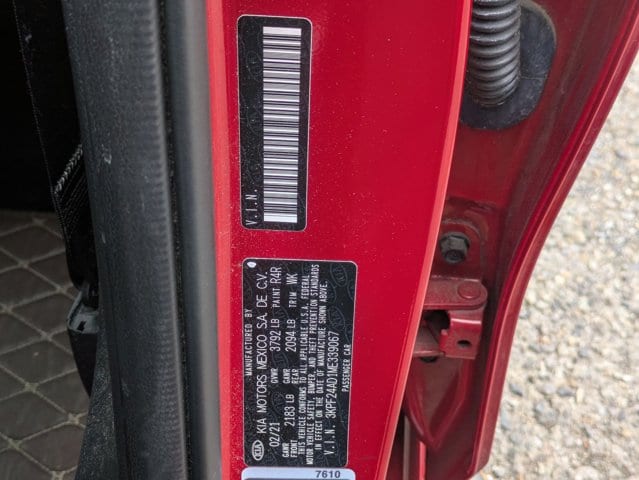 V.I.N.
MANUFACTURED BY
KIA KIA MOTORS MEXICO S.A. DE C.V.
02/21 GVWR 3792 LB PAINT R4R
GAWR FRONT 2183 LB GAWR REAR 2094 LB TRIM WK
THIS VEHICLE CONFORMS TO ALL APPLICABLE U.S.A. FEDERAL
MOTOR VEHICLE SAFETY, BUMPER, AND THEFT PREVENTION STANDARDS
IN EFFECT ON THE DATE OF MANUFACTURE SHOWN ABOVE.
V.I.N. 3KPF24AD1ME339067
PASSENGER CAR
7610